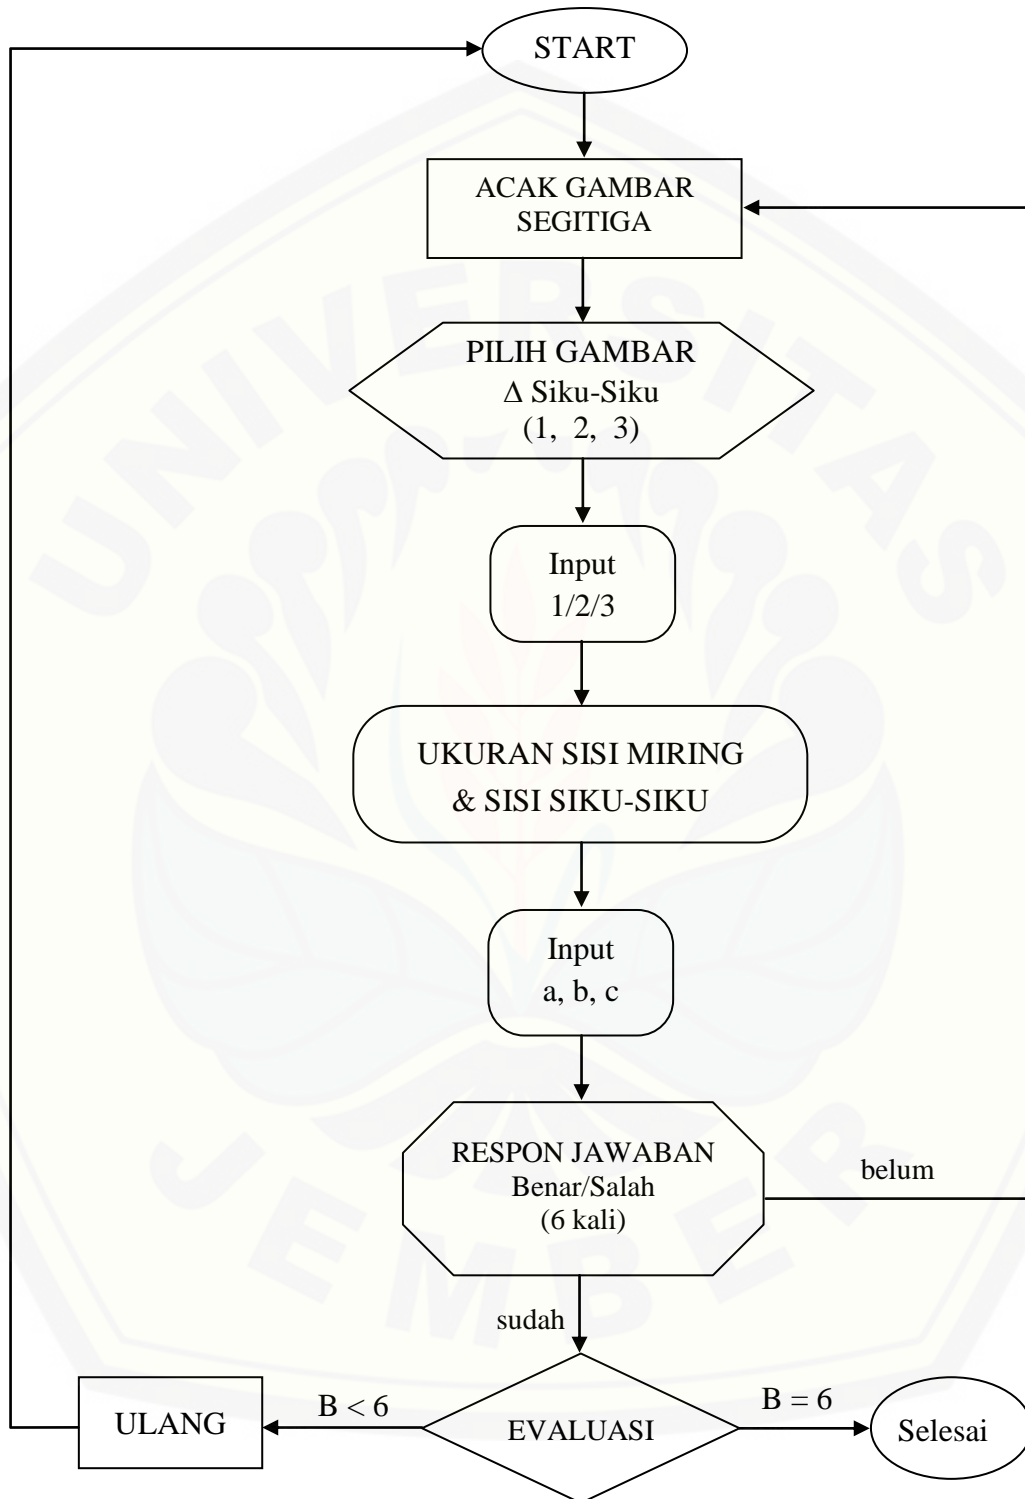 START
ACAK GAMBAR
SEGITIGA
PILIH GAMBAR
Δ Siku-Siku
(1, 2, 3)
Input
1/2/3
UKURAN SISI MIRING
& SISI SIKU-SIKU
Input
a, b, c
RESPON JAWABAN
Benar/Salah
(6 kali)
belum
sudah
ULANG
B < 6
EVALUASI
B = 6
Selesai
UNIVERSITAS
JEMBER